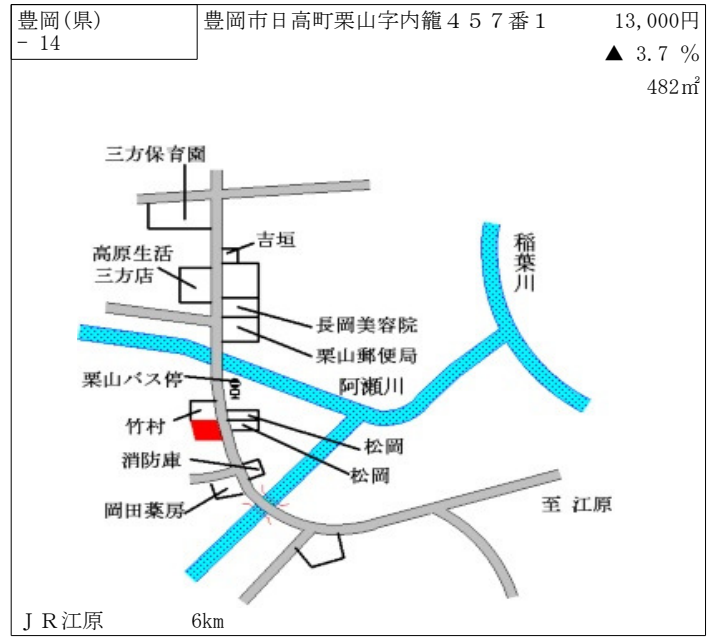 豊岡(県)
- 14
豊岡市日高町栗山字内籠457番1
13,000円
▲ 3.7 %
482㎡
三方保育園
吉垣
稲葉川
高原生活
三方店
長岡美容院
栗山郵便局
栗山バス停
阿瀬川
竹村
松岡
消防庫
松岡
岡田薬房
至 江原
JR江原 6km